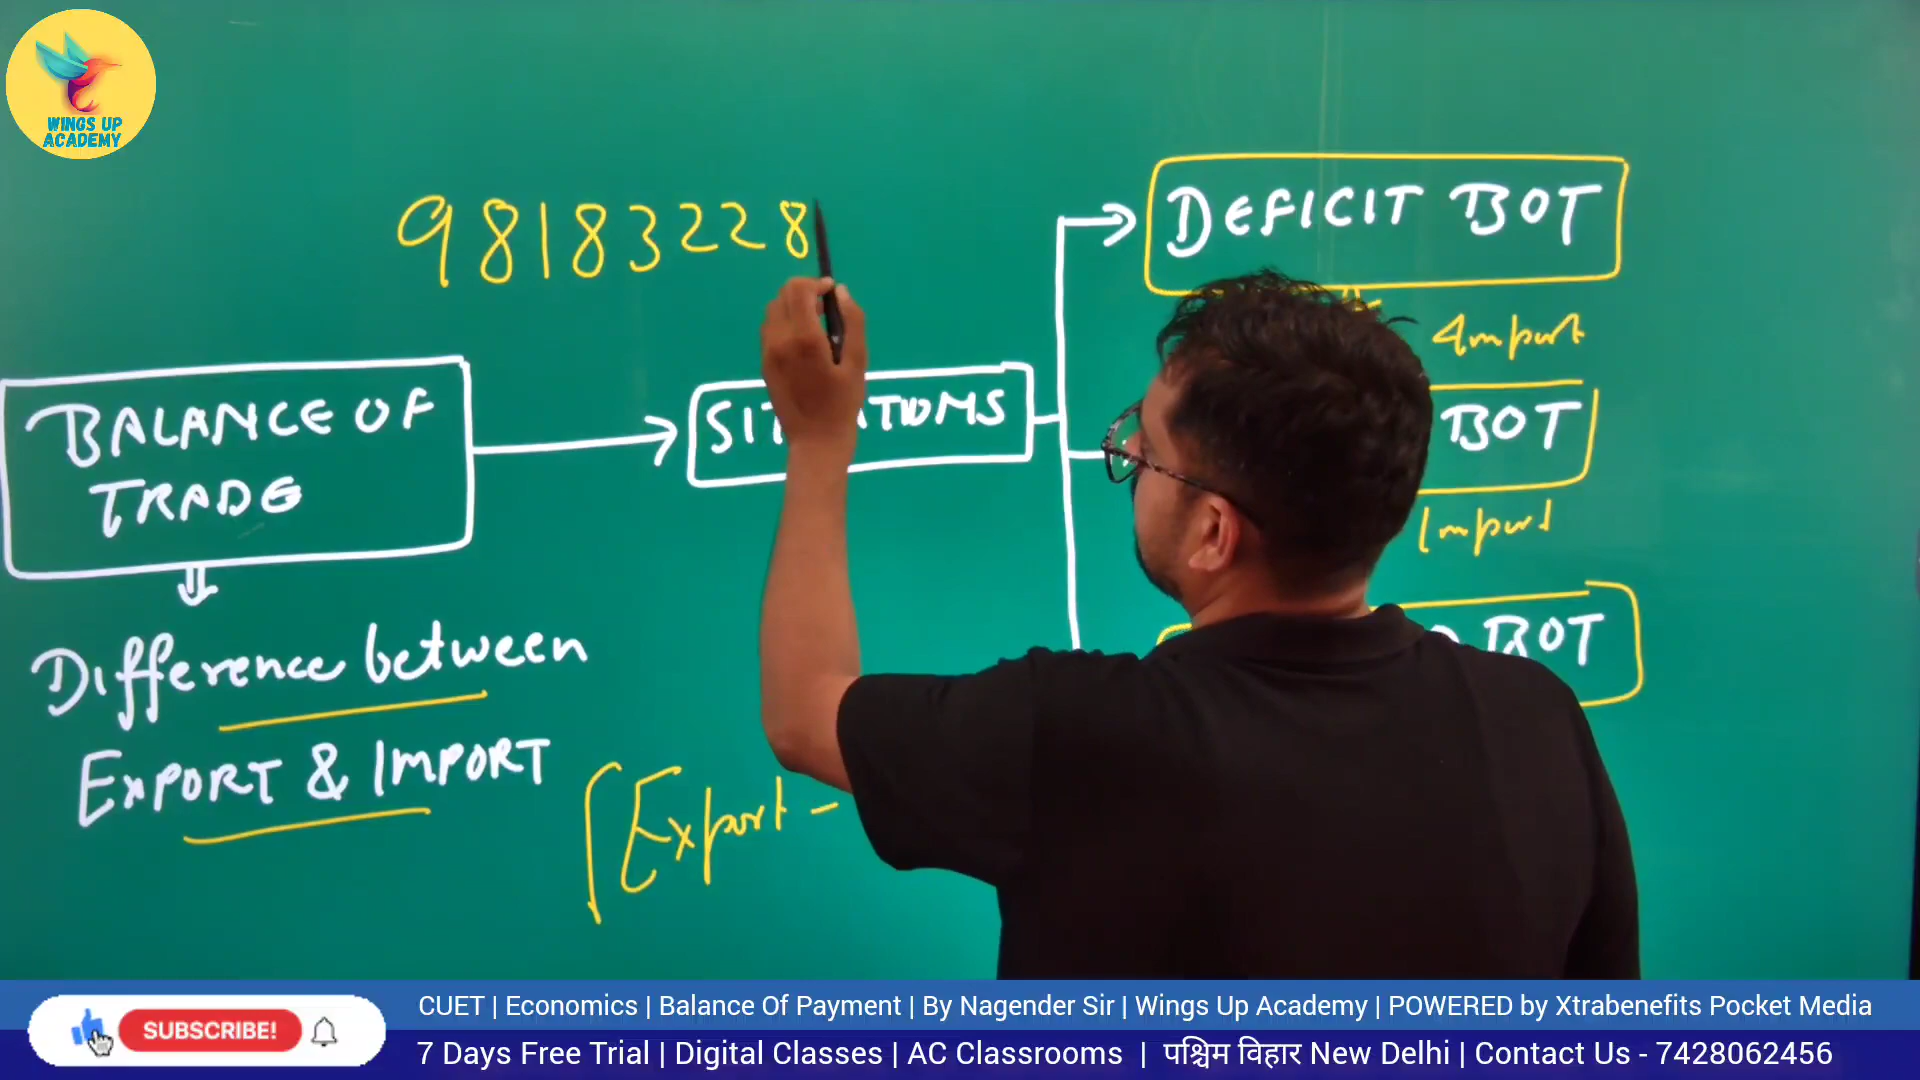 WINGS UP
ACADEMY
98183228
DEFICIT BOT
Import
BALANCE OF
TRADE
BOT
Import
BOT
Difference between
EXPORT & IMPORT
[Export -
SUBSCRIBE!
CUET | Economics | Balance Of Payment | By Nagender Sir | Wings Up Academy | POWERED by Xtrabenefits Pocket Media
7 Days Free Trial | Digital Classes | AC Classrooms | पश्चिम विहार New Delhi | Contact Us - 7428062456